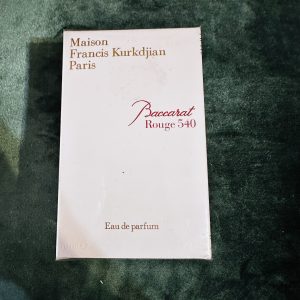 Maison
Francis Kurkdjian
Paris
Baccarat
Rouge 540
Eau de parfum